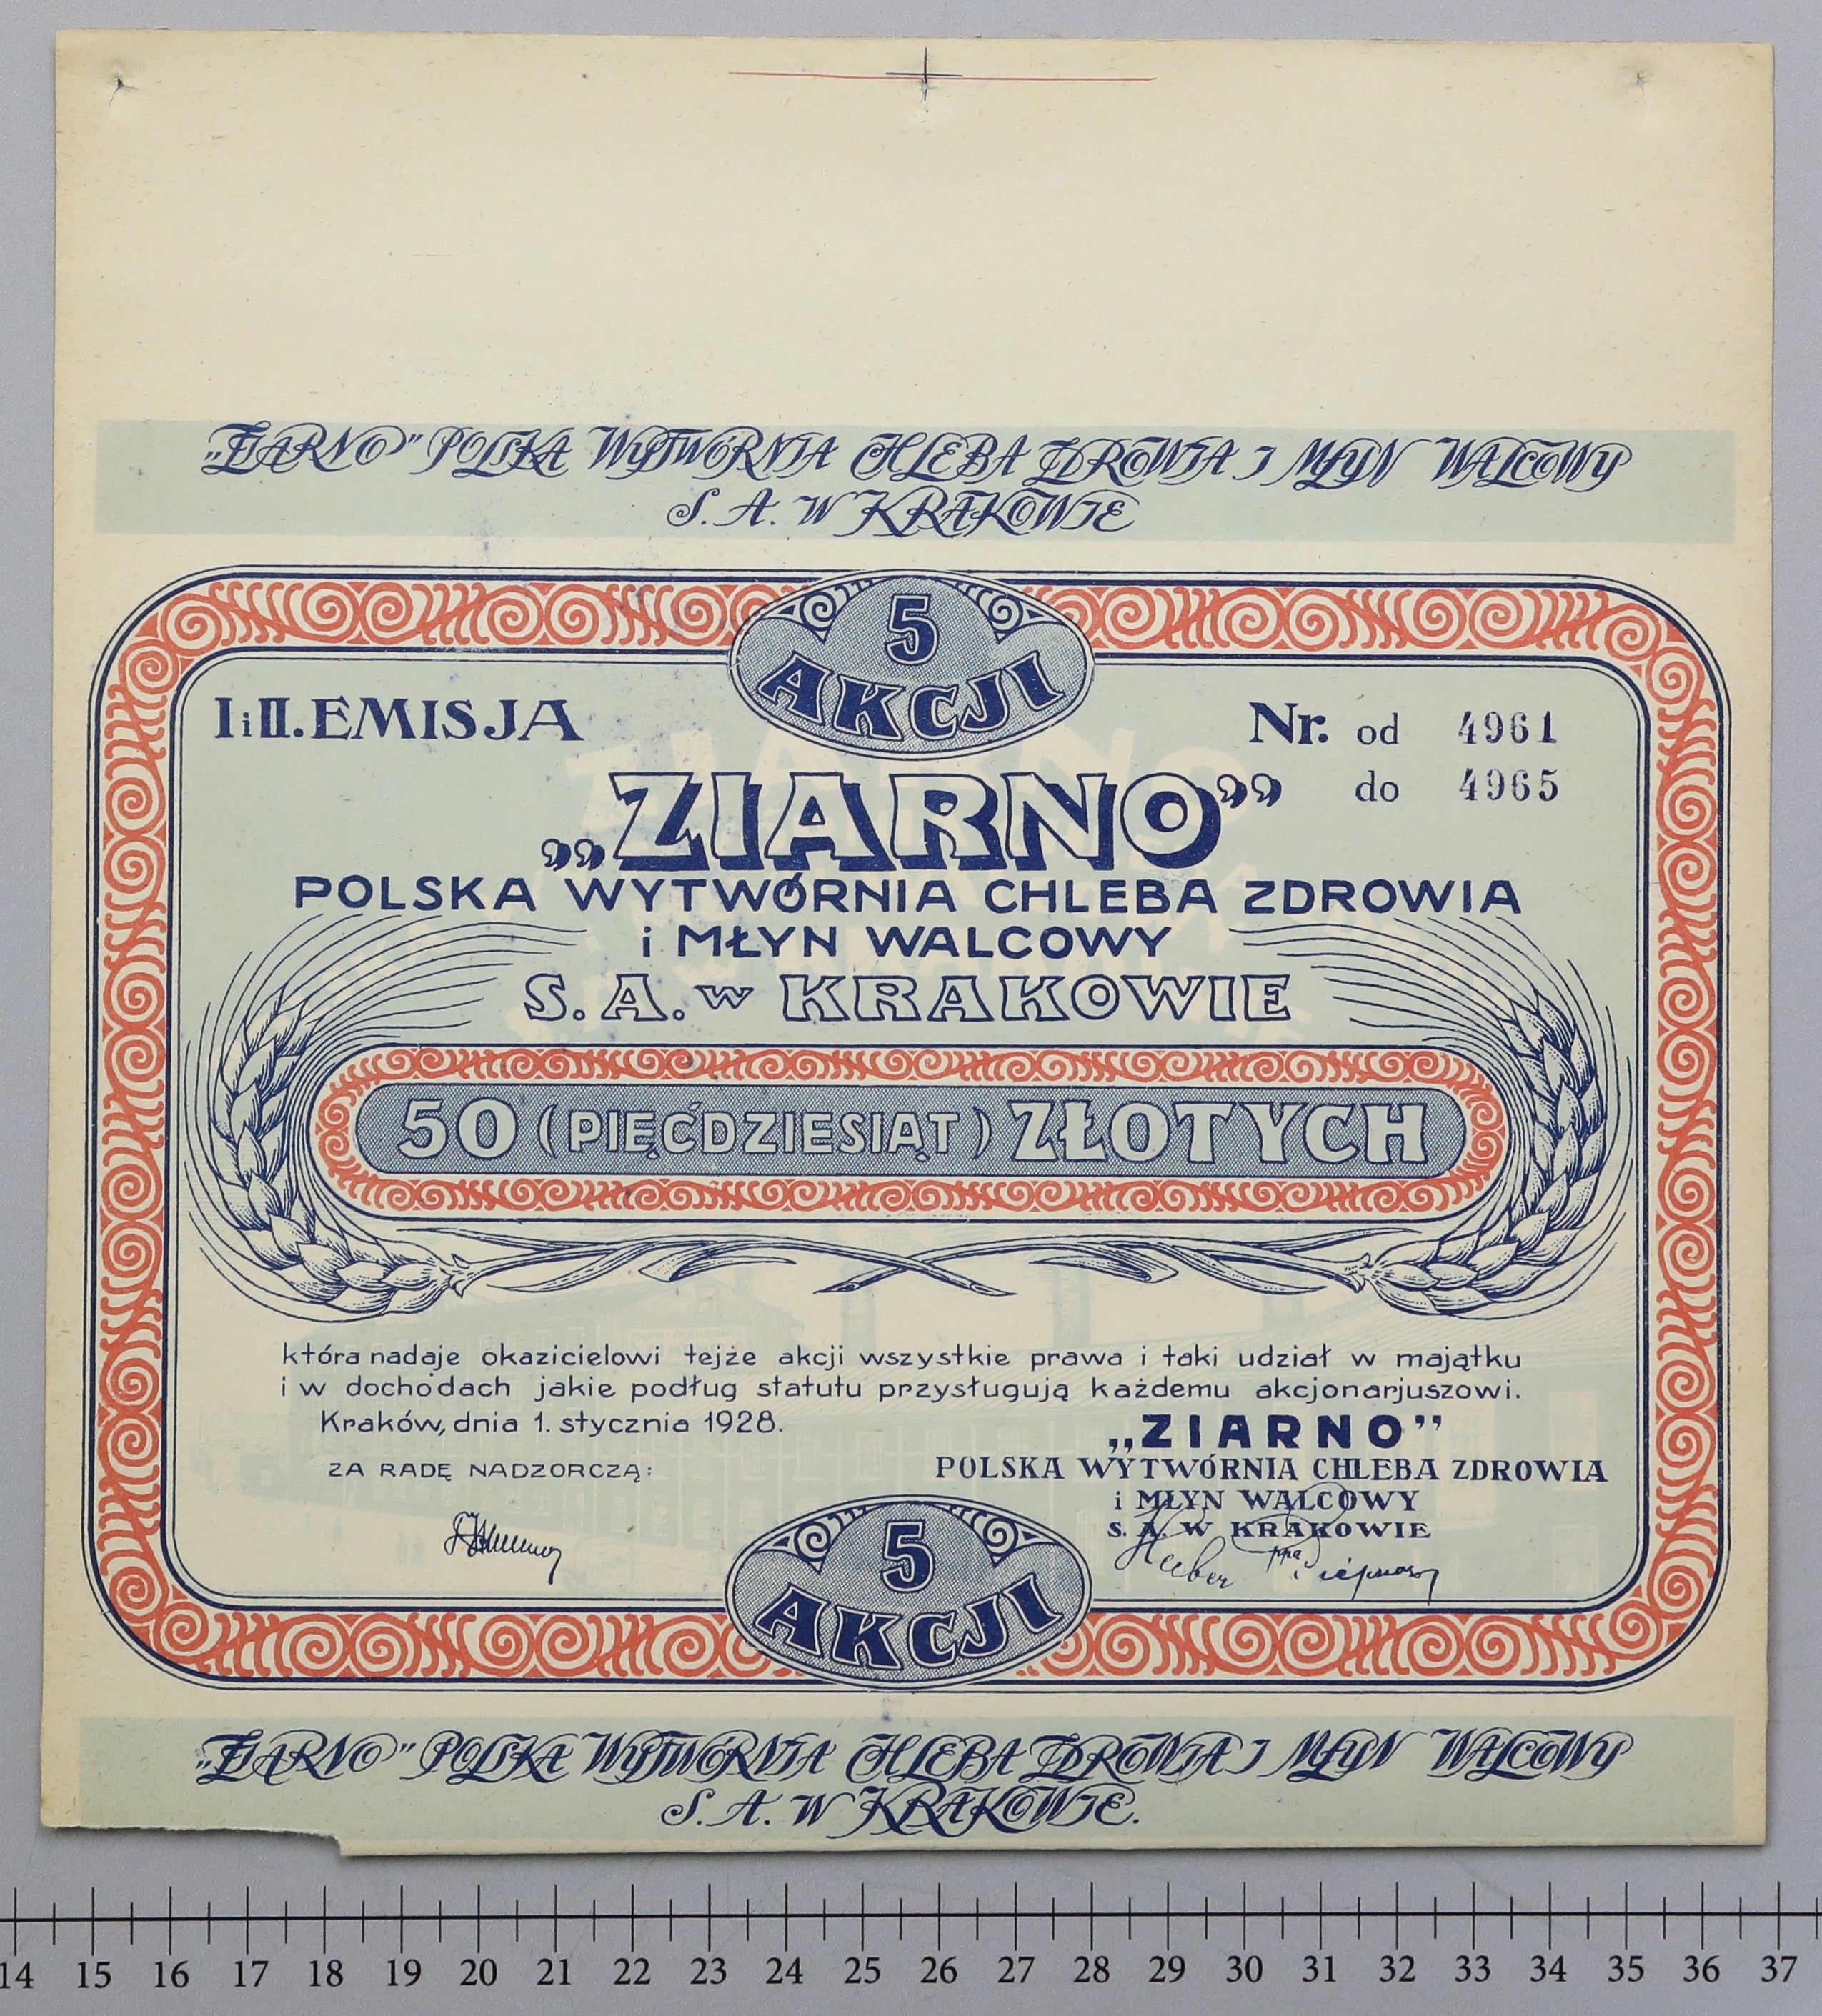 „ZIARNO” POLSKA WYTWÓRNIA CHLEBA ZDROWIA I MŁYN WALCOWY
S. A. W KRAKOWIE
5
AKCJI
I i II. EMISJA
Nr. od 4961
do 4965
„ZIARNO”
POLSKA WYTWÓRNIA CHLEBA ZDROWIA
i MŁYN WALCOWY
S. A. w KRAKOWIE
50 (PIĘĆDZIESIĄT) ZŁOTYCH
która nadaje okazicielowi tejże akcji wszystkie prawa i taki udział w majątku
i w dochodach jakie podług statutu przysługują każdemu akcjonarjuszowi.
Kraków, dnia 1. stycznia 1928.
ZA RADĘ NADZORCZĄ:
„ZIARNO”
POLSKA WYTWÓRNIA CHLEBA ZDROWIA
i MŁYN WALCOWY
S. A. W KRAKOWIE
ppa
5
AKCJI
„ZIARNO” POLSKA WYTWÓRNIA CHLEBA ZDROWIA I MŁYN WALCOWY
S. A. W KRAKOWIE.
14 15 16 17 18 19 20 21 22 23 24 25 26 27 28 29 30 31 32 33 34 35 36 37